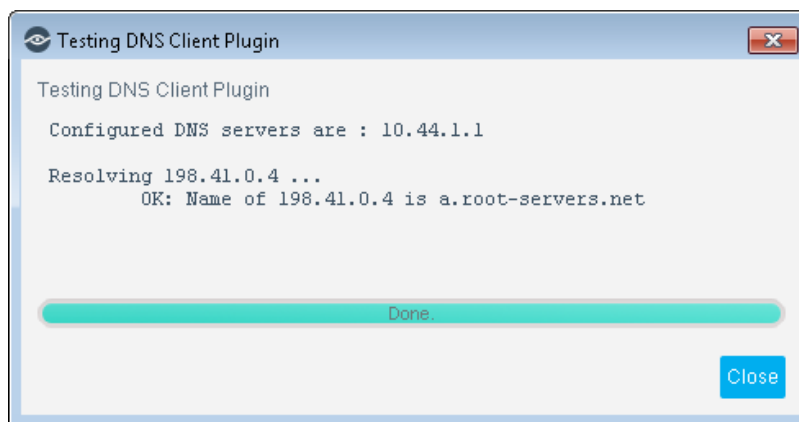 Testing DNS Client Plugin
Testing DNS Client Plugin
Configured DNS servers are : 10.44.1.1
Resolving 198.41.0.4 ...
OK: Name of 198.41.0.4 is a.root-servers.net
Done.
Close